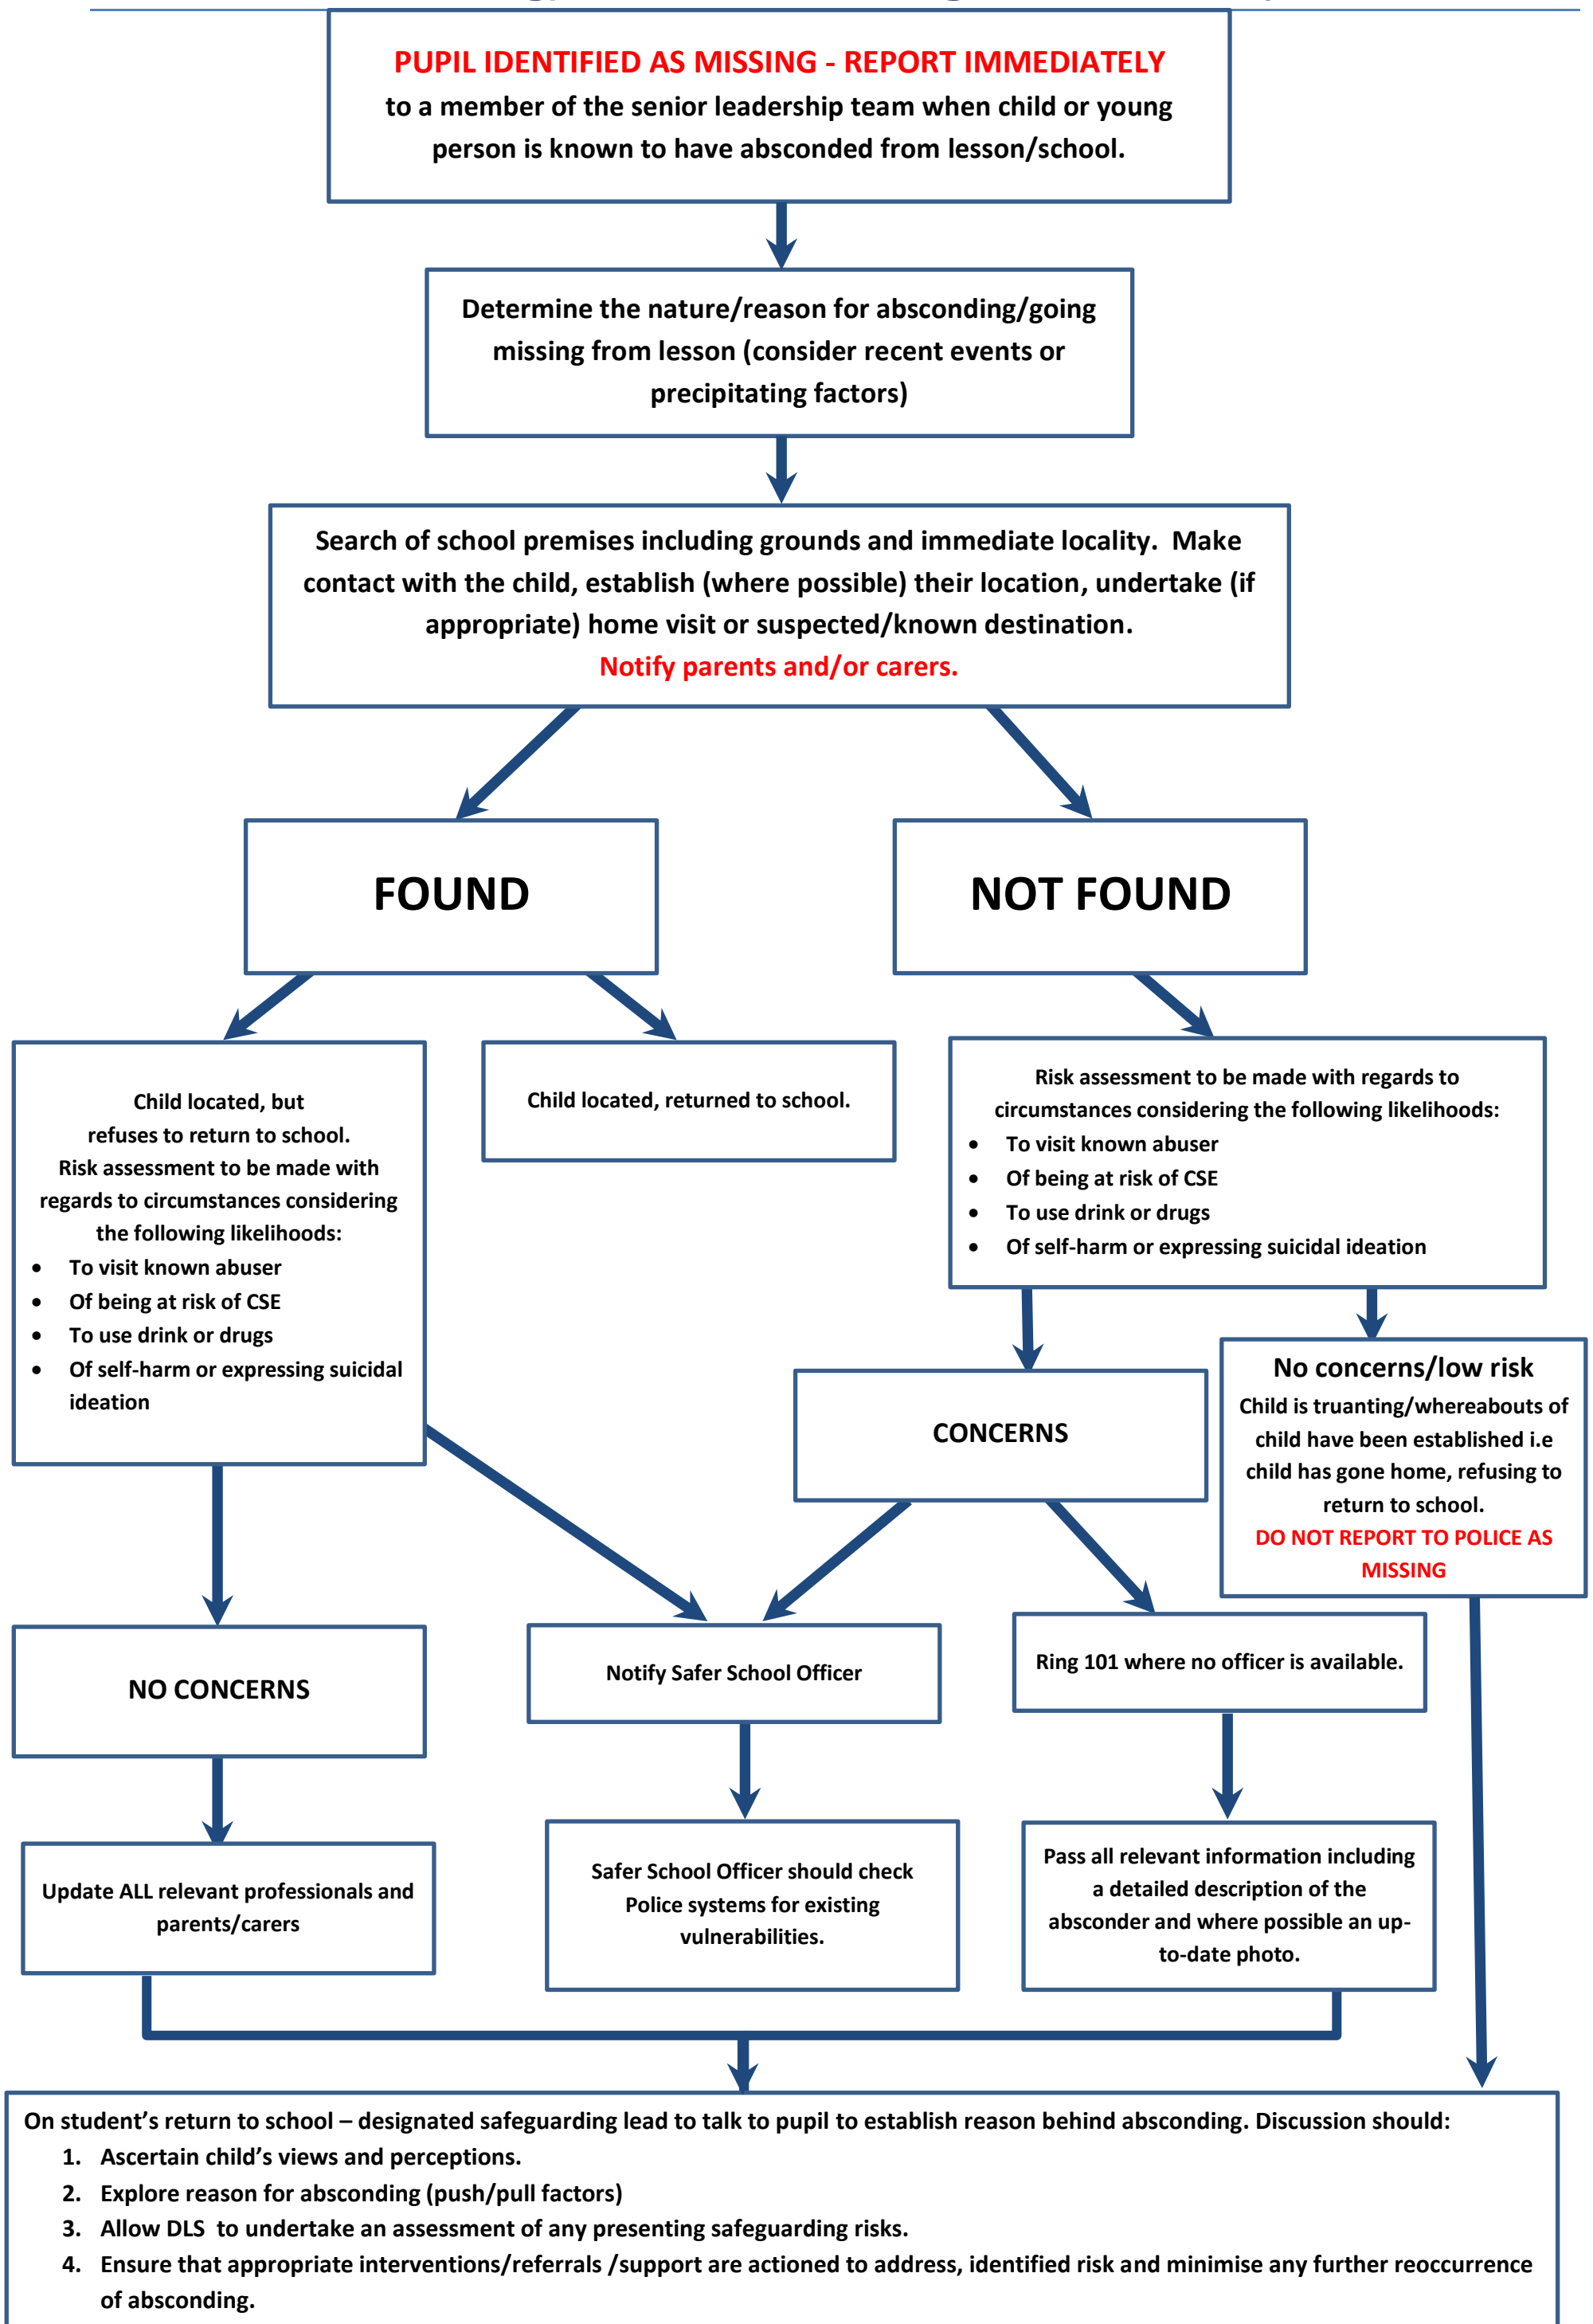 PUPIL IDENTIFIED AS MISSING - REPORT IMMEDIATELY
to a member of the senior leadership team when child or young
person is known to have absconded from lesson/school.
Determine the nature/reason for absconding/going
missing from lesson (consider recent events or
precipitating factors)
Search of school premises including grounds and immediate locality.  Make
contact with the child, establish (where possible) their location, undertake (if
appropriate) home visit or suspected/known destination.
Notify parents and/or carers.
FOUND
NOT FOUND
Child located, but
refuses to return to school.
Risk assessment to be made with
regards to circumstances considering
the following likelihoods:
• To visit known abuser
• Of being at risk of CSE
• To use drink or drugs
• Of self-harm or expressing suicidal
ideation
Child located, returned to school.
Risk assessment to be made with regards to
circumstances considering the following likelihoods:
• To visit known abuser
• Of being at risk of CSE
• To use drink or drugs
• Of self-harm or expressing suicidal ideation
CONCERNS
No concerns/low risk
Child is truanting/whereabouts of
child have been established i.e
child has gone home, refusing to
return to school.
DO NOT REPORT TO POLICE AS
MISSING
NO CONCERNS
Notify Safer School Officer
Ring 101 where no officer is available.
Update ALL relevant professionals and
parents/carers
Safer School Officer should check
Police systems for existing
vulnerabilities.
Pass all relevant information including
a detailed description of the
absconder and where possible an up-
to-date photo.
On student’s return to school – designated safeguarding lead to talk to pupil to establish reason behind absconding. Discussion should:
1. Ascertain child’s views and perceptions.
2. Explore reason for absconding (push/pull factors)
3. Allow DLS  to undertake an assessment of any presenting safeguarding risks.
4. Ensure that appropriate interventions/referrals /support are actioned to address, identified risk and minimise any further reoccurrence
of absconding.